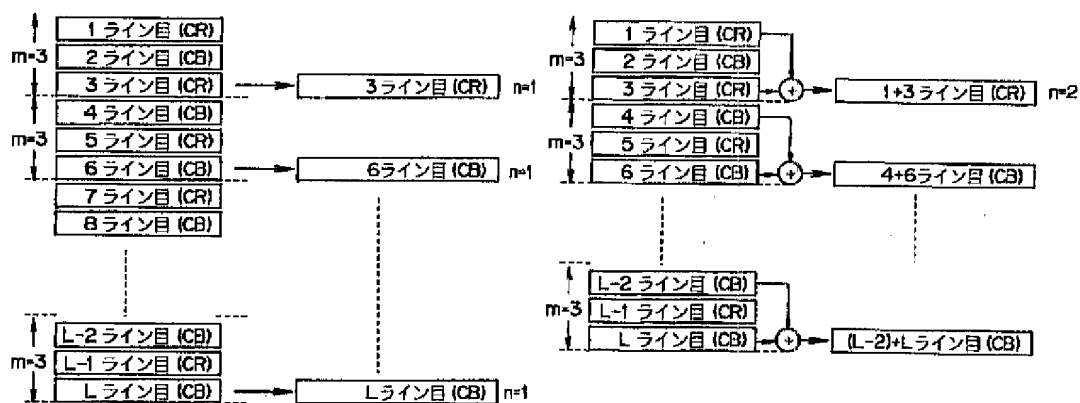 m=3
1 ライン目 (CR)
2 ライン目 (CB)
3 ライン目 (CR)
3 ライン目 (CR)
n=1
m=3
4 ライン目 (CB)
5 ライン目 (CR)
6 ライン目 (CB)
6ライン目 (CB)
n=1
7 ライン目 (CR)
8 ライン目 (CB)
m=3
L-2 ライン目 (CB)
L-1 ライン目 (CR)
L ライン目 (CB)
Lライン目 (CB)
n=1
m=3
1 ライン目 (CR)
2 ライン目 (CB)
3 ライン目 (CR)
+
1+3 ライン目 (CR)
n=2
m=3
4 ライン目 (CB)
5 ライン目 (CR)
6 ライン目 (CB)
+
4+6ライン目 (CB)
m=3
L-2 ライン目 (CB)
L-1 ライン目 (CR)
L ライン目 (CB)
+
(L-2)+Lライン目 (CB)